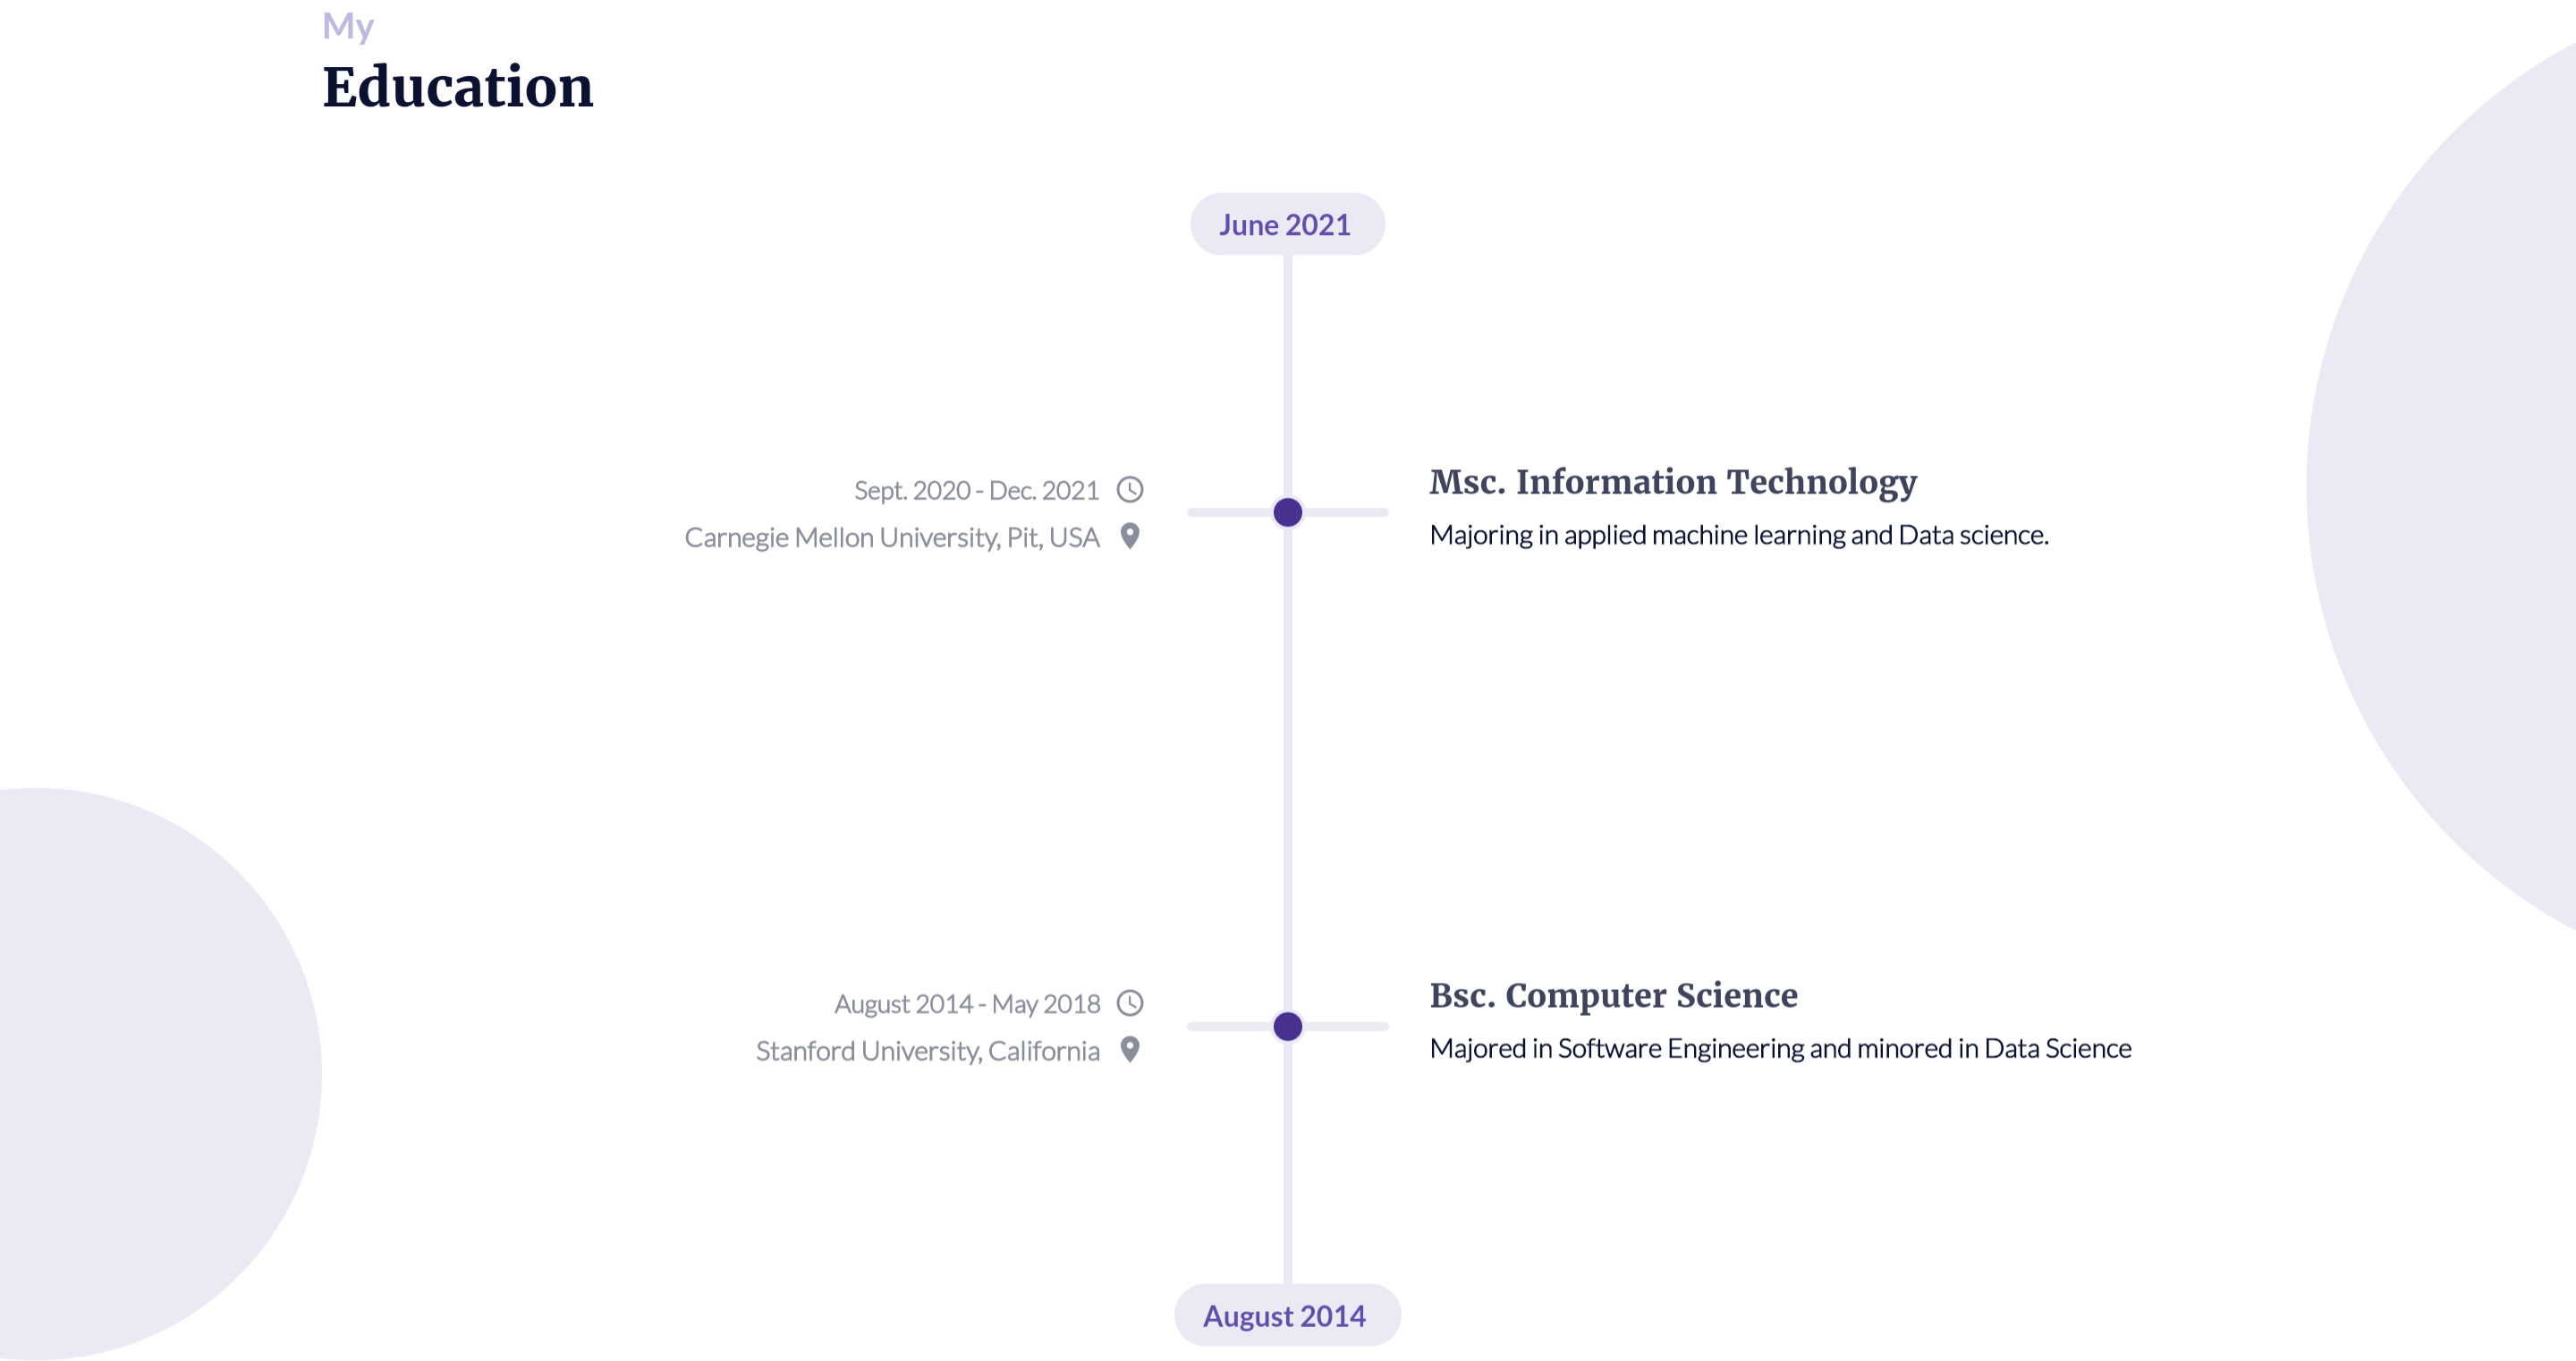 My
Education
June 2021
Sept. 2020 - Dec. 2021
Carnegie Mellon University, Pit, USA
Msc. Information Technology
Majoring in applied machine learning and Data science.
August 2014 - May 2018
Stanford University, California
Bsc. Computer Science
Majored in Software Engineering and minored in Data Science
August 2014